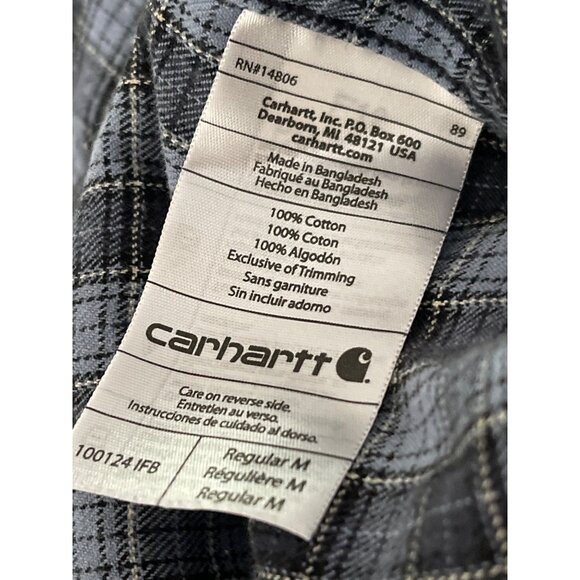 RN#14806
89
Carhartt, Inc. P.O. Box 600
Dearborn, MI 48121 USA
carhartt.com
Made in Bangladesh
Fabriqué au Bangladesh
Hecho en Bangladesh
100% Cotton
100% Coton
100% Algodón
Exclusive of Trimming
Sans garniture
Sin incluir adorno
carhartt
Care on reverse side.
Entretien au verso.
Instrucciones de cuidado al dorso.
100124 IFB
Regular M
Régulière M
Regular M